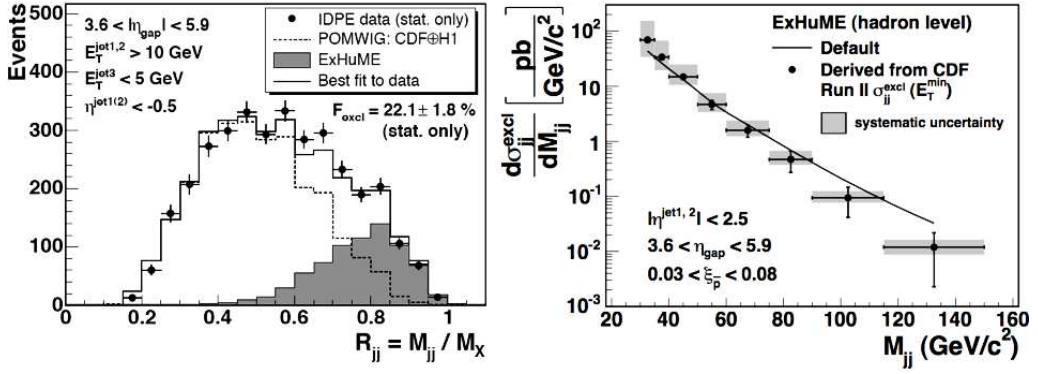 Events
500
400
300
200
100
0
3.6 < |η_gap| < 5.9
E_T^jet1,2 > 10 GeV
E_T^jet3 < 5 GeV
η^jet1(2) < -0.5
IDPE data (stat. only)
POMWIG: CDF⊕H1
ExHuME
Best fit to data
F_excl = 22.1 ± 1.8 %
(stat. only)
0 0.2 0.4 0.6 0.8 1
R_jj = M_jj / M_X
dσ_jj^excl / dM_jj [pb / GeV/c²]
10²
10
1
10⁻¹
10⁻²
10⁻³
ExHuME (hadron level)
Default
Derived from CDF
Run II σ_jj^excl (E_T^min)
systematic uncertainty
|η^jet1, 2| < 2.5
3.6 < η_gap < 5.9
0.03 < ξ_p̄ < 0.08
20 40 60 80 100 120 140 160
M_jj (GeV/c²)